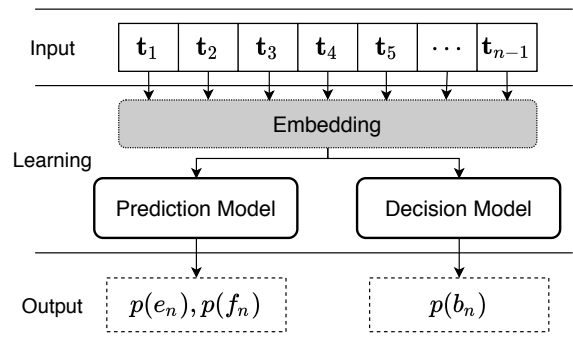 Input t₁ t₂ t₃ t₄ t₅ ⋯ tₙ₋₁
Embedding
Learning
Prediction Model Decision Model
Output p(eₙ), p(fₙ) p(bₙ)